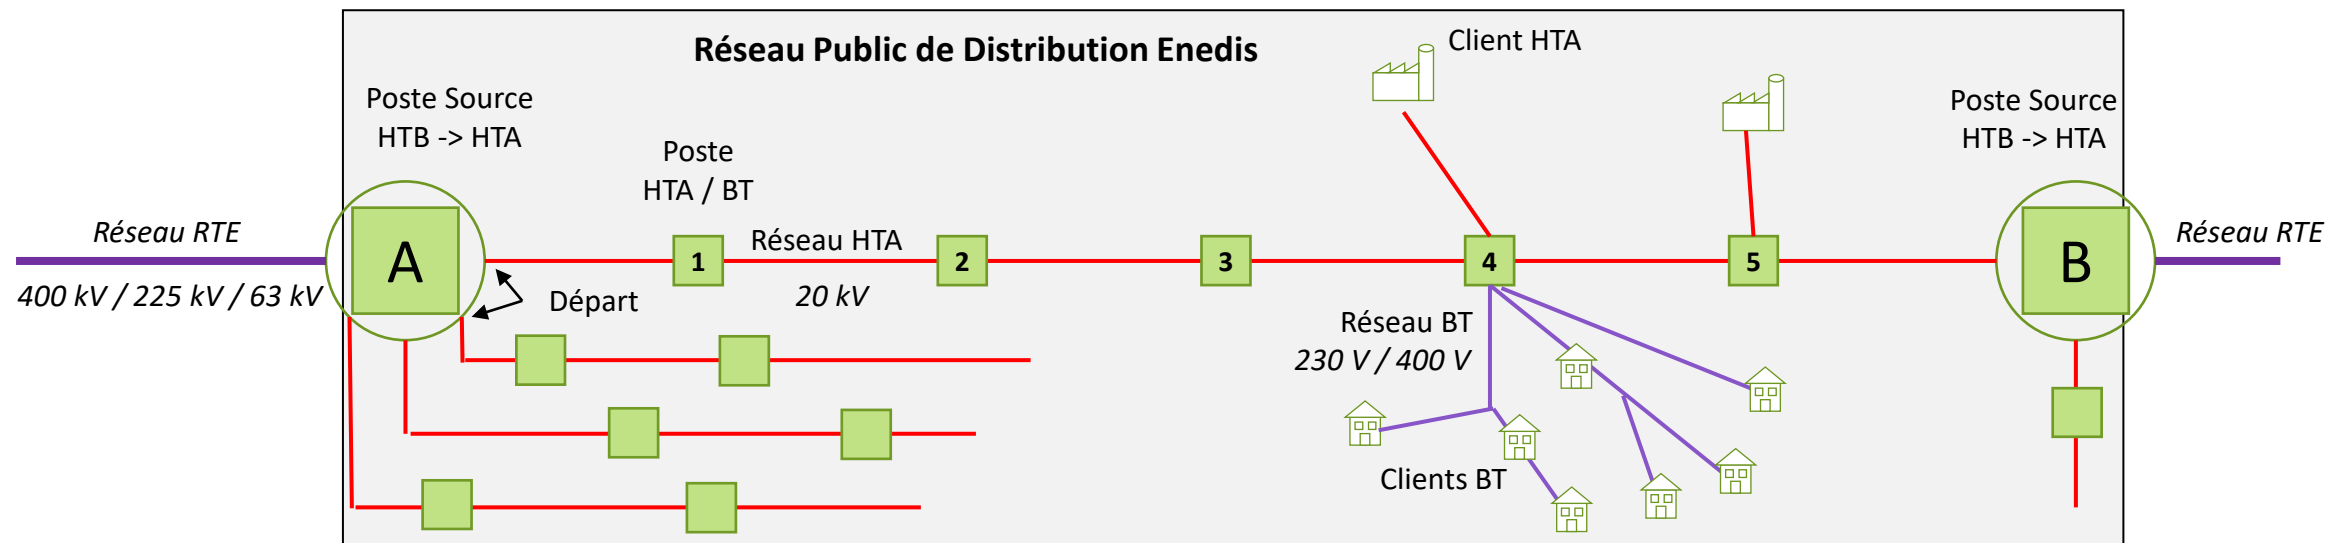 Réseau Public de Distribution Enedis
Client HTA
Poste Source
HTB -> HTA
Poste Source
HTB -> HTA
Poste
HTA / BT
Réseau RTE
400 kV / 225 kV / 63 kV
A
1
Réseau HTA
20 kV
2
3
4
5
B
Réseau RTE
Départ
Réseau BT
230 V / 400 V
Clients BT